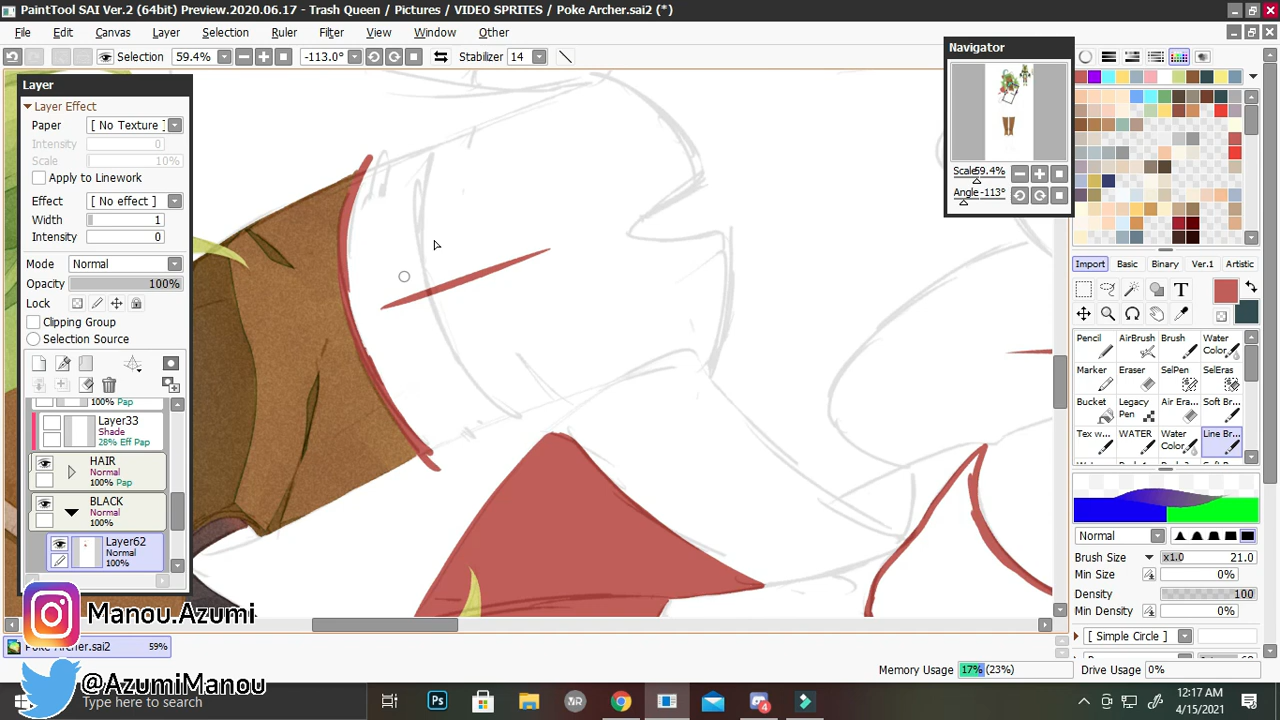 PaintTool SAI Ver.2 (64bit) Preview.2020.06.17 - Trash Queen / Pictures / VIDEO SPRITES / Poke Archer.sai2 (*)
File Edit Canvas Layer Selection Ruler Filter View Window Other
Selection 59.4% -113.0° Stabilizer 14
Layer
Layer Effect
Paper [ No Texture ]
Intensity 0
Scale 10%
Apply to Linework
Effect [ No effect ]
Width 1
Intensity 0
Mode Normal
Opacity 100%
Lock
Clipping Group
Selection Source
100% Pap
Layer33
Shade
28% Eff Pap
HAIR
Normal
100% Pap
BLACK
Normal
100%
Layer62
Normal
100%
Manou.Azumi
Poke Archer.sai2 59%
@AzumiManou
Navigator
Scale 59.4%
Angle -113°
Import Basic Binary Ver.1 Artistic
Pencil AirBrush Brush Water Color...
Marker Eraser SelPen SelEras
Bucket Legacy Pen Air Era... Soft Br...
Tex w... WATER Water Color... Line Br...
Normal
Brush Size x1.0 21.0
Min Size 0%
Density 100
Min Density 0%
[ Simple Circle ]
Memory Usage 17% (23%) Drive Usage 0%
Type here to search
Ps
4
12:17 AM
4/15/2021